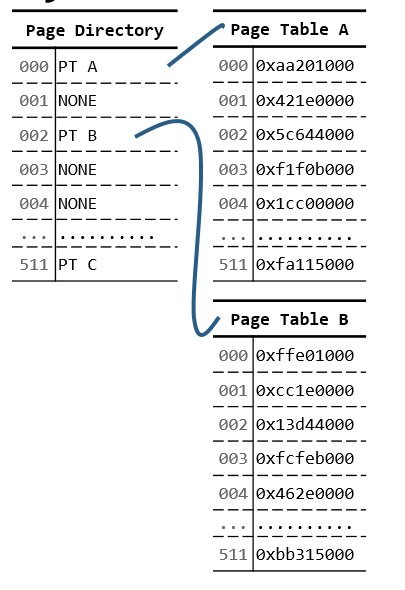 Page Directory
000 PT A
001 NONE
002 PT B
003 NONE
004 NONE
... ..........
511 PT C
Page Table A
000 0xaa201000
001 0x421e0000
002 0x5c644000
003 0xf1f0b000
004 0x1cc00000
... ..........
511 0xfa115000
Page Table B
000 0xffe01000
001 0xcc1e0000
002 0x13d44000
003 0xfcfeb000
004 0x462e0000
... ..........
511 0xbb315000